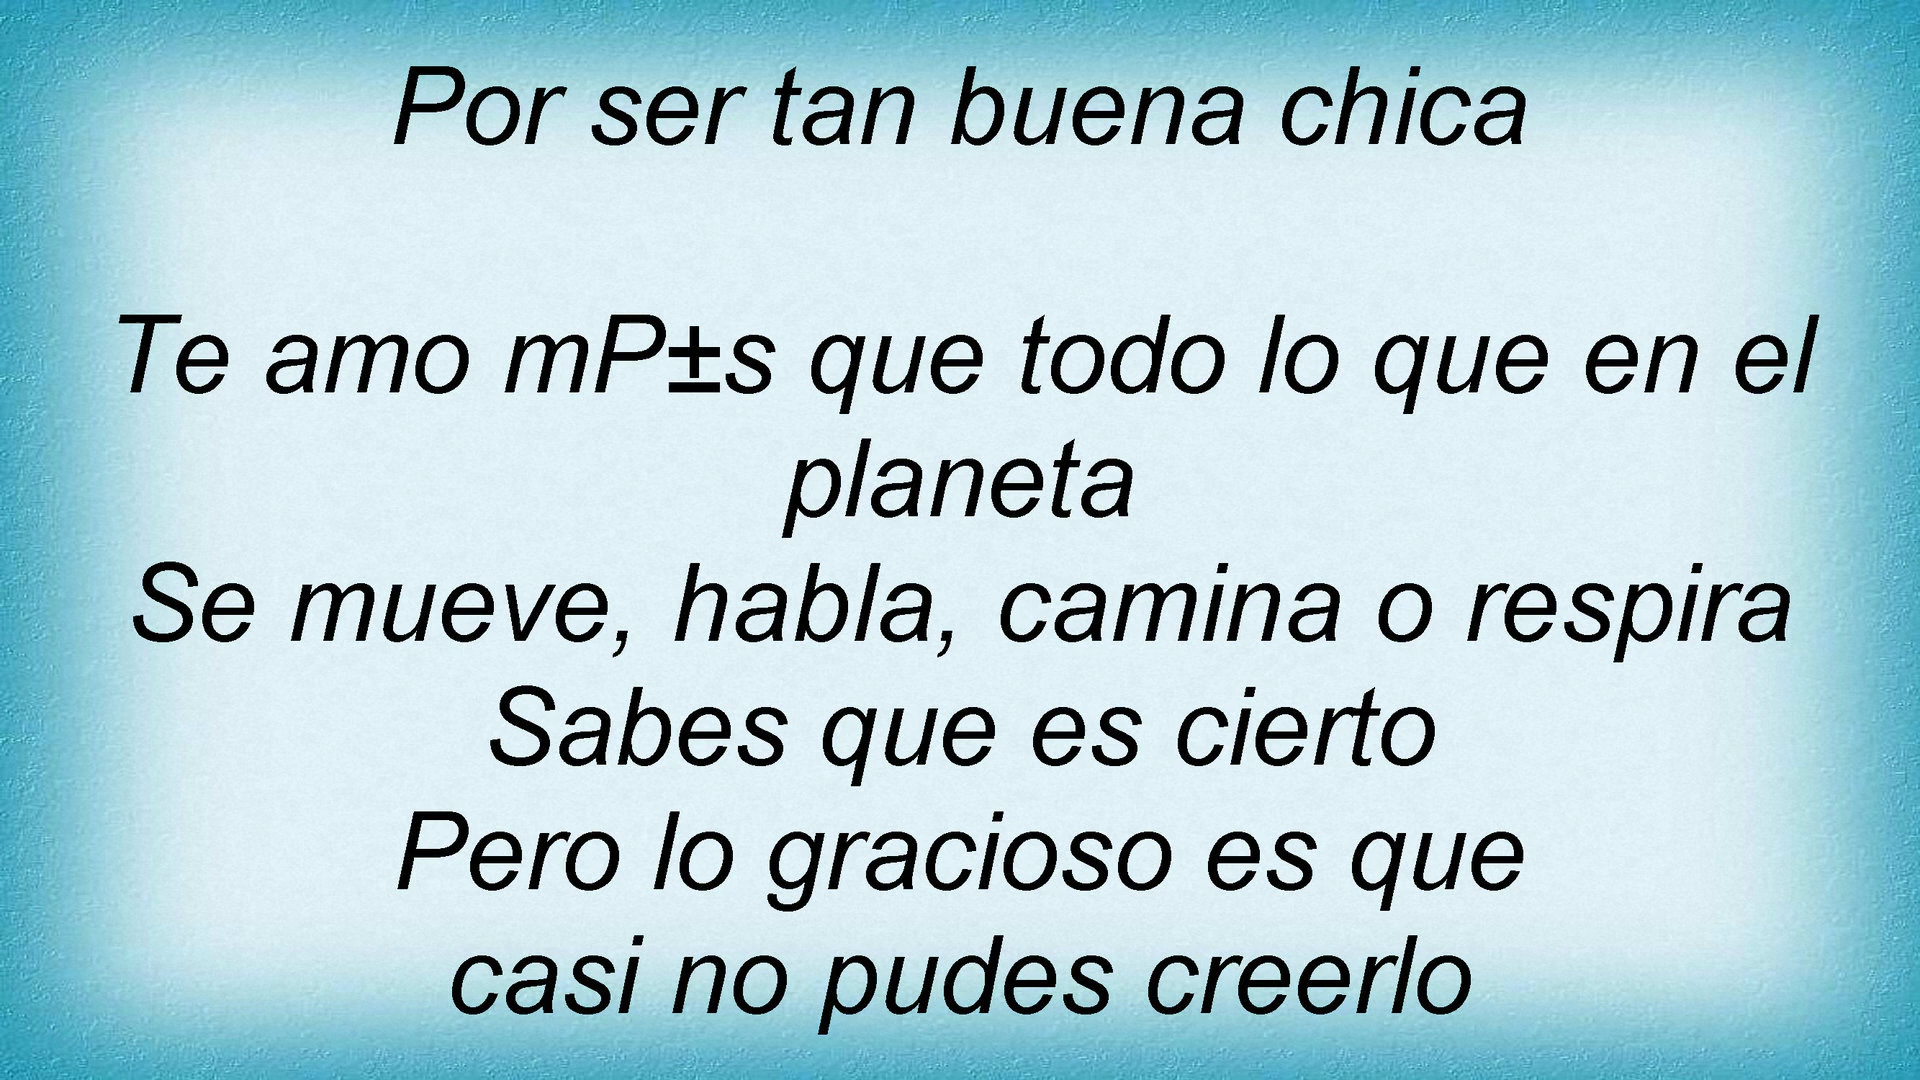 Por ser tan buena chica
Te amo mP±s que todo lo que en el
planeta
Se mueve, habla, camina o respira
Sabes que es cierto
Pero lo gracioso es que
casi no pudes creerlo